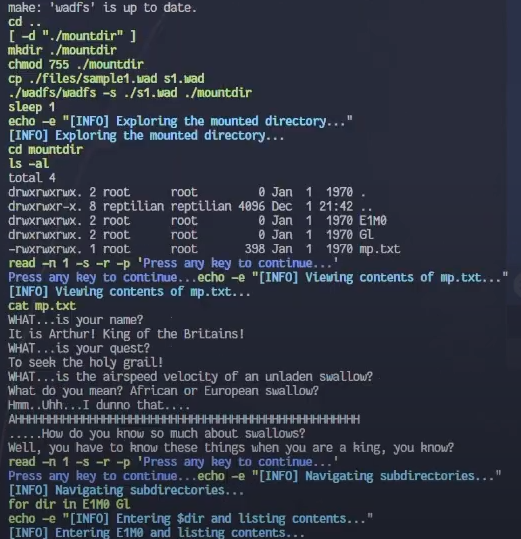 make: 'wadfs' is up to date.
cd ..
[ -d "./mountdir" ]
mkdir ./mountdir
chmod 755 ./mountdir
cp ./files/sample1.wad s1.wad
./wadfs/wadfs -s ./s1.wad ./mountdir
sleep 1
echo -e "[INFO] Exploring the mounted directory..."
[INFO] Exploring the mounted directory...
cd mountdir
ls -al
total 4
drwxrwxrwx. 2 root      root         0 Jan  1  1970 .
drwxrwxr-x. 8 reptilian reptilian 4096 Dec  1 21:42 ..
drwxrwxrwx. 2 root      root         0 Jan  1  1970 E1M0
drwxrwxrwx. 2 root      root         0 Jan  1  1970 Gl
-rwxrwxrwx. 1 root      root       398 Jan  1  1970 mp.txt
read -n 1 -s -r -p 'Press any key to continue...'
Press any key to continue...echo -e "[INFO] Viewing contents of mp.txt..."
[INFO] Viewing contents of mp.txt...
cat mp.txt
WHAT...is your name?
It is Arthur! King of the Britains!
WHAT...is your quest?
To seek the holy grail!
WHAT...is the airspeed velocity of an unladen swallow?
What do you mean? African or European swallow?
Hmm..Uhh...I dunno that....
AHHHHHHHHHHHHHHHHHHHHHHHHHHHHHHHHHHHHHHHHHHHHHHHHHH
.....How do you know so much about swallows?
Well, you have to know these things when you are a king, you know?
read -n 1 -s -r -p 'Press any key to continue...'
Press any key to continue...echo -e "[INFO] Navigating subdirectories..."
[INFO] Navigating subdirectories...
for dir in E1M0 Gl
echo -e "[INFO] Entering $dir and listing contents..."
[INFO] Entering E1M0 and listing contents...